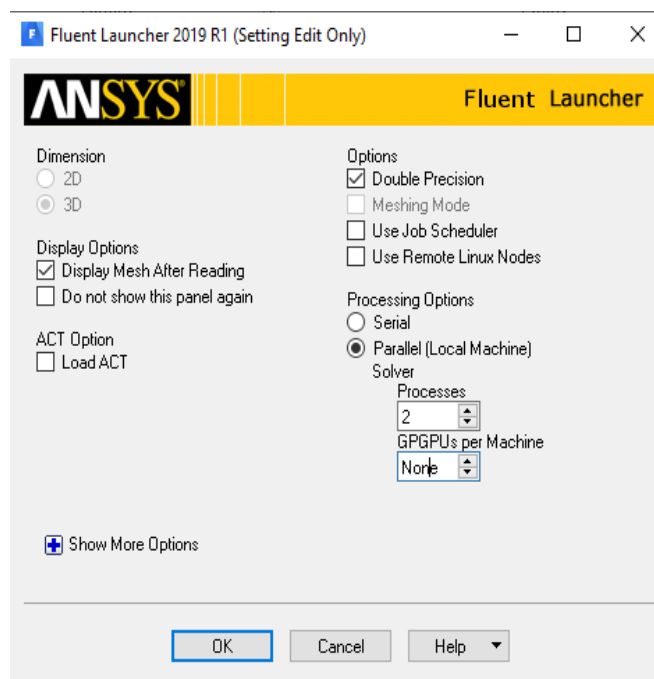 Fluent Launcher 2019 R1 (Setting Edit Only)
ANSYS
Fluent Launcher
Dimension
2D
3D
Display Options
Display Mesh After Reading
Do not show this panel again
ACT Option
Load ACT
Options
Double Precision
Meshing Mode
Use Job Scheduler
Use Remote Linux Nodes
Processing Options
Serial
Parallel (Local Machine)
Solver
Processes
2
GPGPUs per Machine
None
Show More Options
OK
Cancel
Help